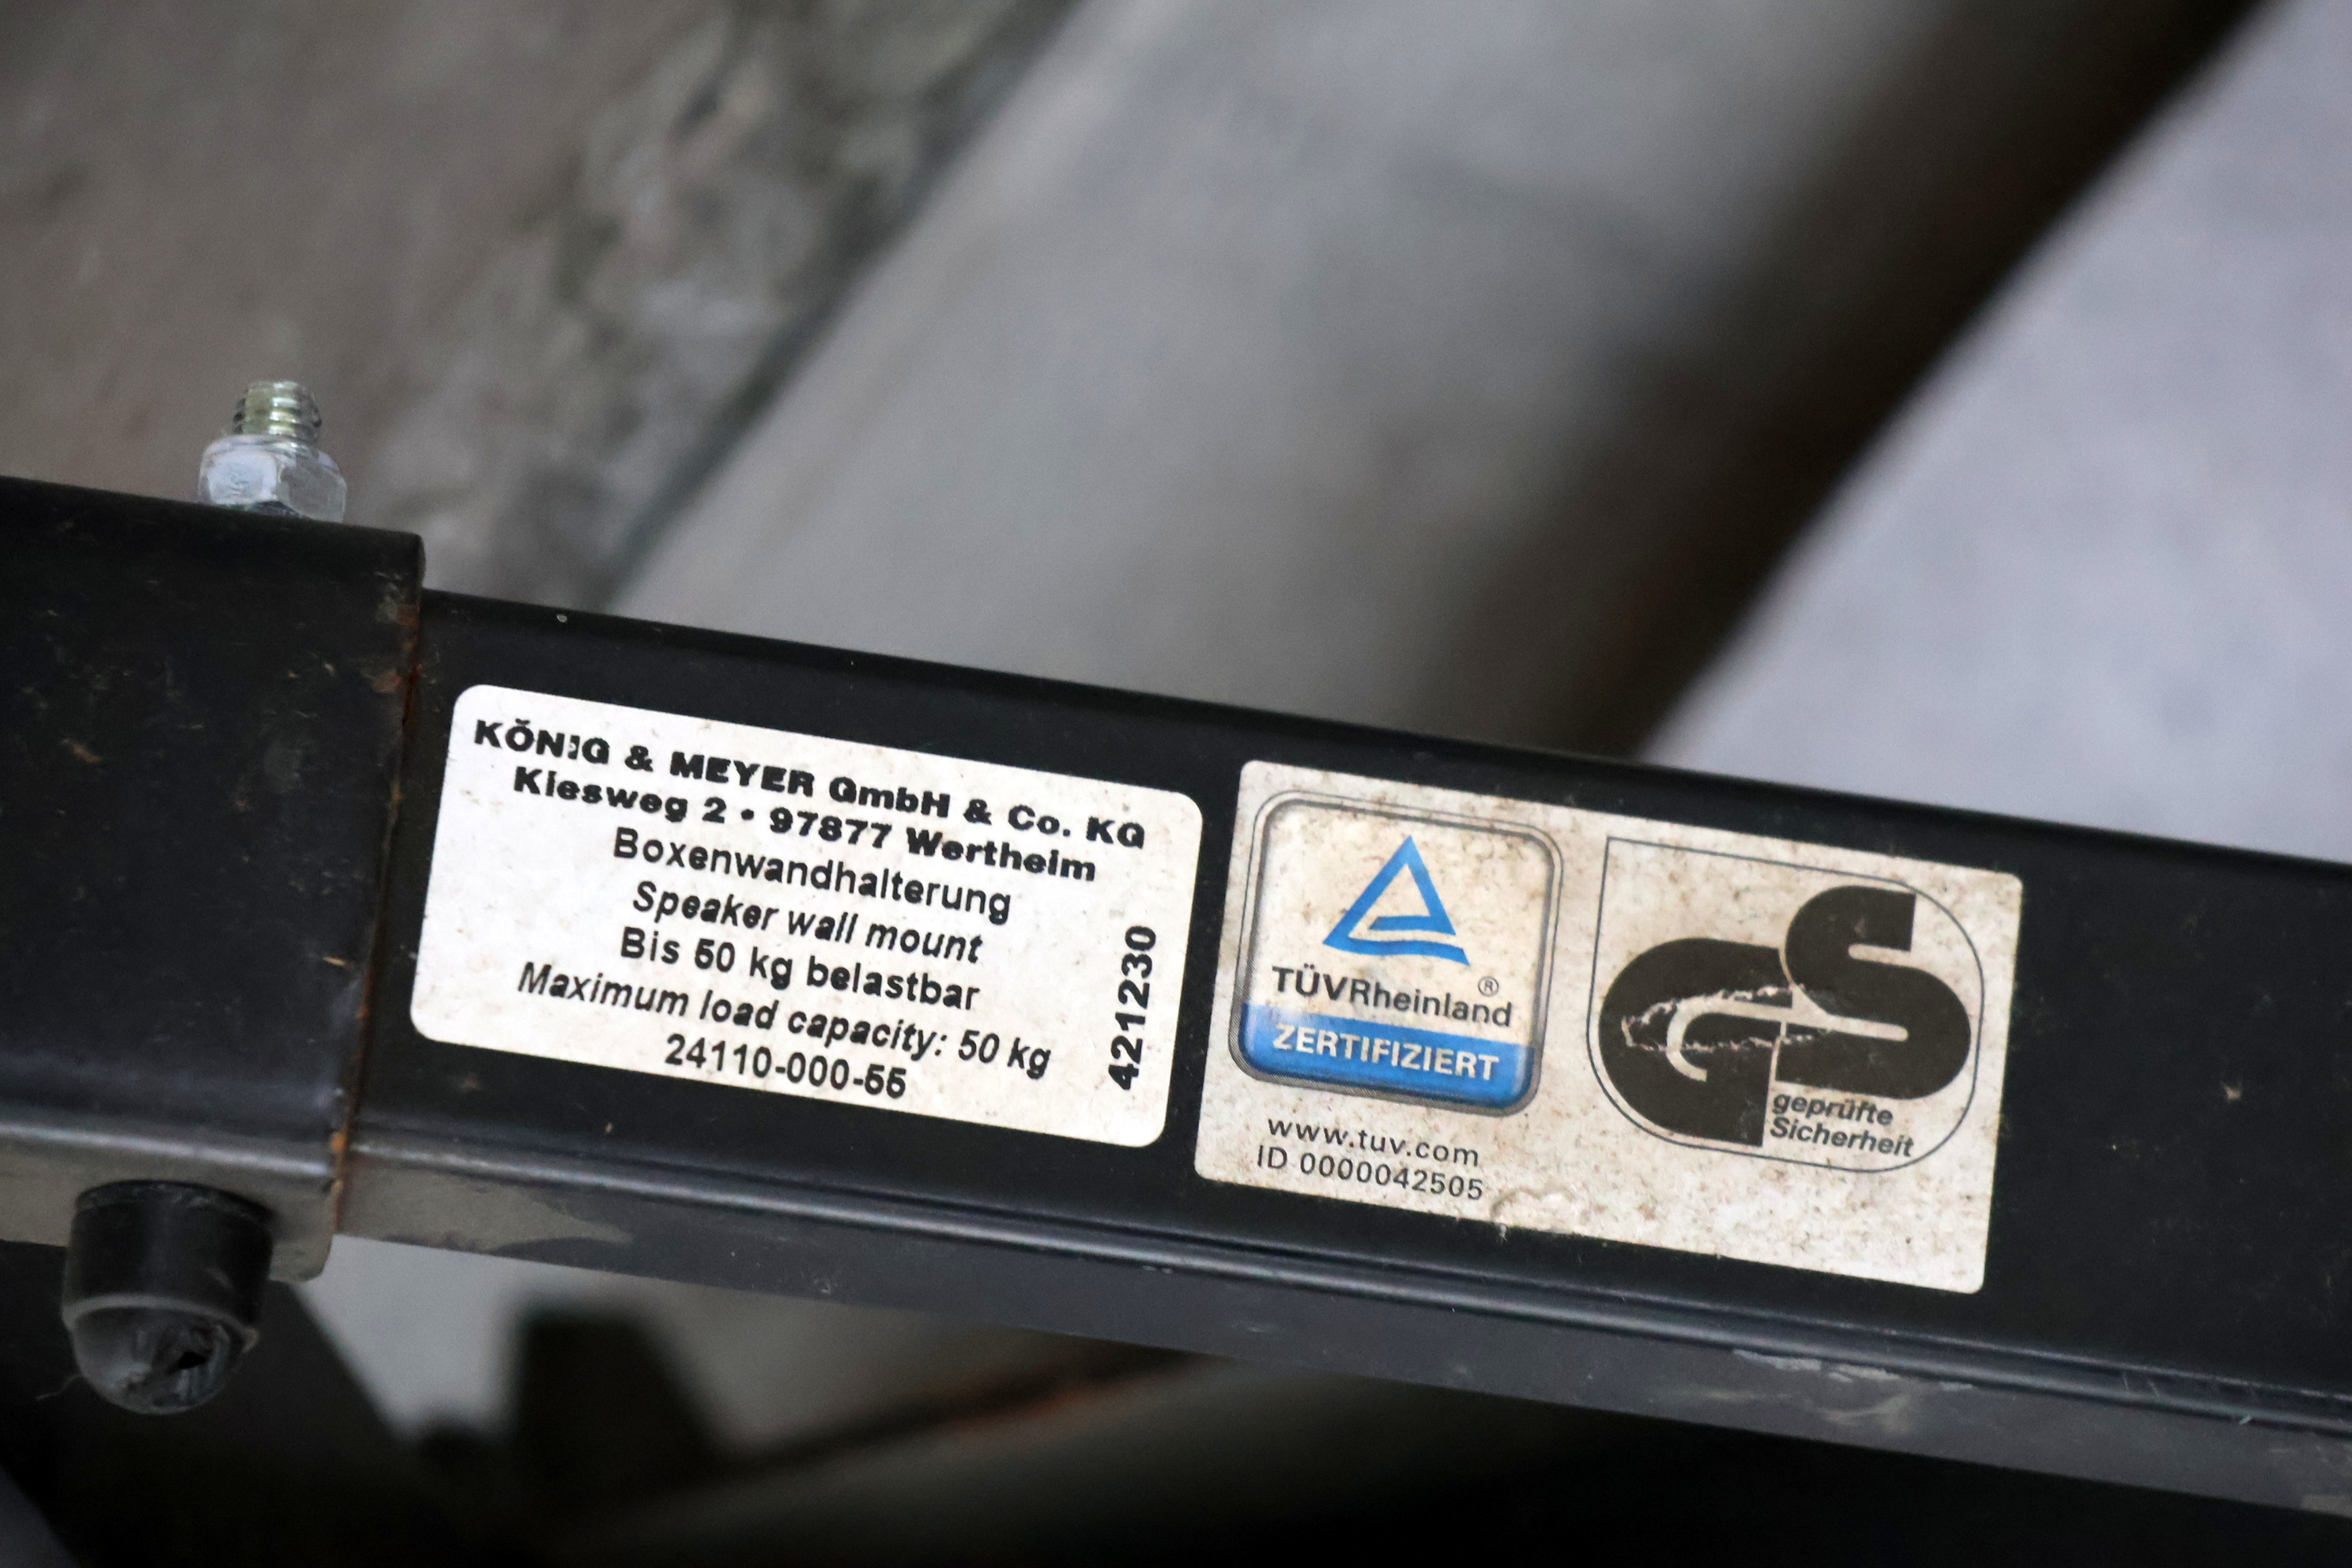 KÖNIG & MEYER GmbH & Co. KG
Kiesweg 2 • 97877 Wertheim
Boxenwandhalterung
Speaker wall mount
Bis 50 kg belastbar
Maximum load capacity: 50 kg
24110-000-55
421230
TÜVRheinland®
ZERTIFIZIERT
www.tuv.com
ID 0000042505
GS
geprüfte
Sicherheit